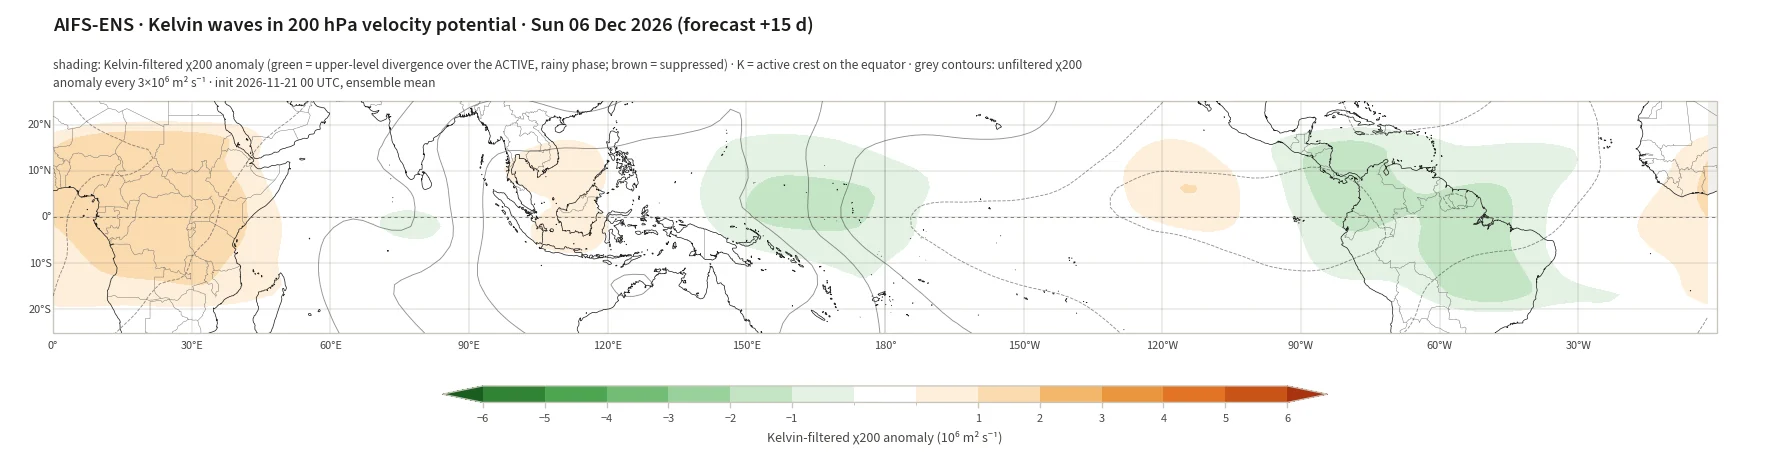 AIFS-ENS · Kelvin waves in 200 hPa velocity potential · Sun 06 Dec 2026 (forecast +15 d)
shading: Kelvin-filtered χ200 anomaly (green = upper-level divergence over the ACTIVE, rainy phase; brown = suppressed) · K = active crest on the equator · grey contours: unfiltered χ200
anomaly every 3×10⁶ m² s⁻¹ · init 2026-11-21 00 UTC, ensemble mean
20°N
10°N
0°
10°S
20°S
0° 30°E 60°E 90°E 120°E 150°E 180° 150°W 120°W 90°W 60°W 30°W
−6 −5 −4 −3 −2 −1 1 2 3 4 5 6
Kelvin-filtered χ200 anomaly (10⁶ m² s⁻¹)